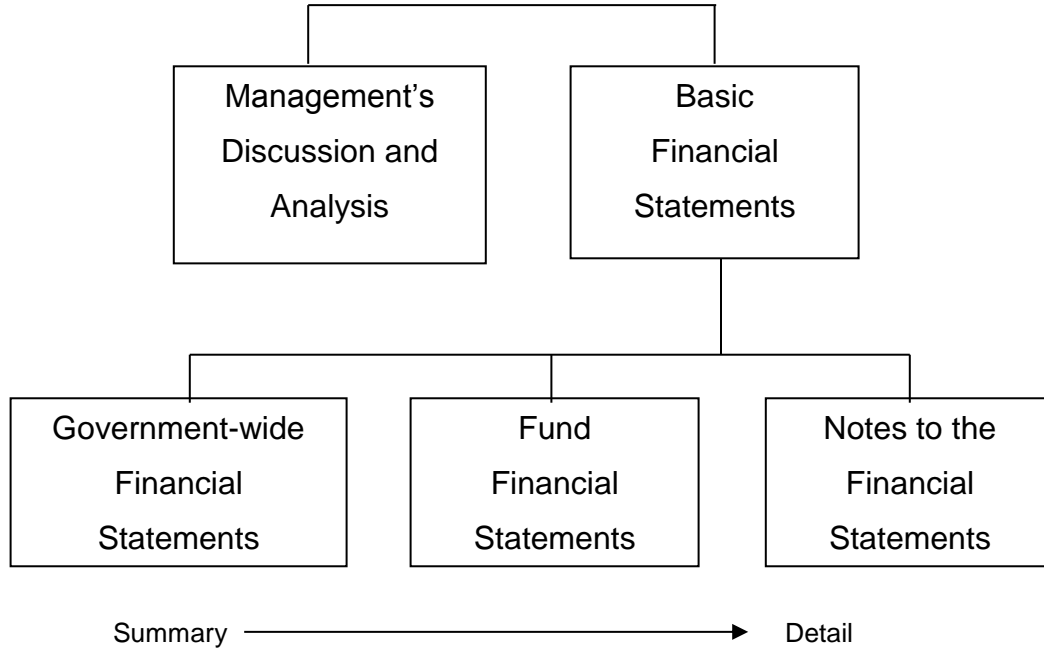 Management’s
Discussion and
Analysis
Basic
Financial
Statements
Government-wide
Financial
Statements
Fund
Financial
Statements
Notes to the
Financial
Statements
Summary
Detail